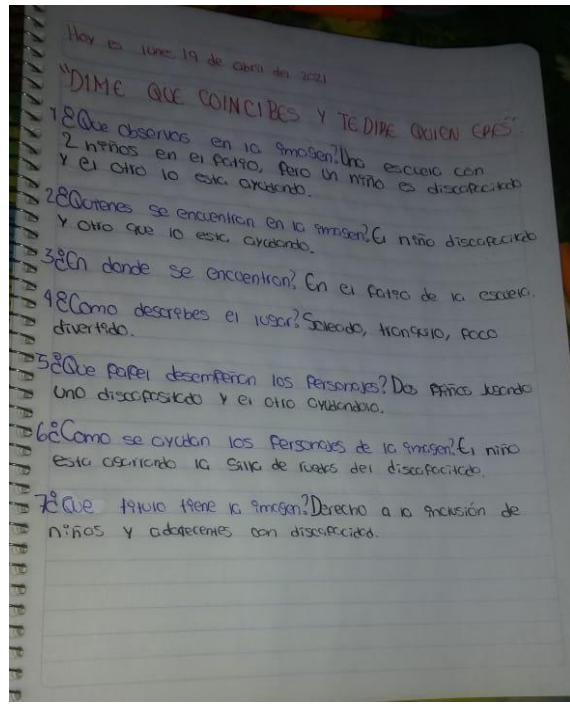 Hoy es lune 19 de abril del 2021
"DIME QUE COINCIBES Y TE DIRE QUIEN ERES".
1¿Que observas en la imagen? Una escuela con
2 niños en el patio, pero un niño es discapacitado
y el otro lo esta ayudando.
2¿Quienes se encuentran en la imagen? El niño discapacitado
y otro que lo esta ayudando.
3¿En donde se encuentran? En el patio de la escuela.
4¿Como describes el lugar? Soleado, tranquilo, poco
divertido.
5¿Que papel desempeñan los personajes? Dos niños jugando
uno discapasitado y el otro ayudandolo.
6¿Como se ayudan los personajes de la imagen? El niño
esta agarrando la silla de ruedas del discapacitado.
7¿Que titulo tiene la imagen? Derecho a la inclusión de
niños y adolecentes con discapacidad.